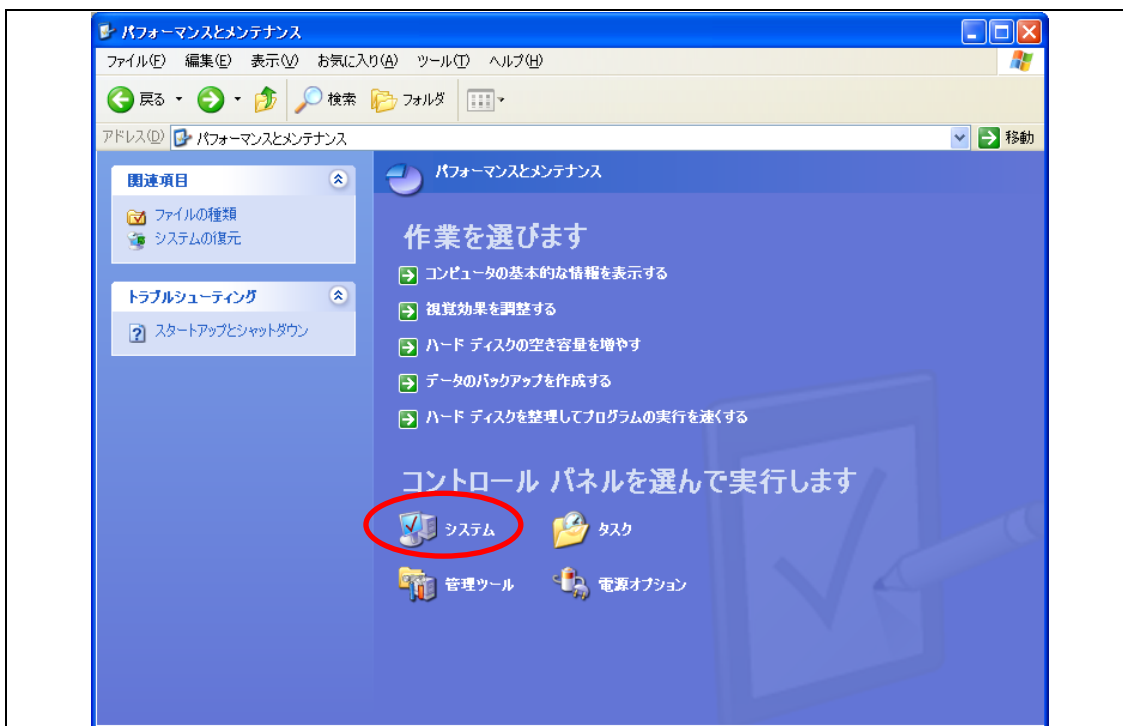 パフォーマンスとメンテナンス
ファイル(F) 編集(E) 表示(V) お気に入り(A) ツール(T) ヘルプ(H)
戻る 検索 フォルダ
アドレス(D) パフォーマンスとメンテナンス 移動
関連項目
ファイルの種類
システムの復元
トラブルシューティング
スタートアップとシャットダウン
パフォーマンスとメンテナンス
作業を選びます
コンピュータの基本的な情報を表示する
視覚効果を調整する
ハード ディスクの空き容量を増やす
データのバックアップを作成する
ハード ディスクを整理してプログラムの実行を速くする
コントロール パネルを選んで実行します
システム タスク
管理ツール 電源オプション